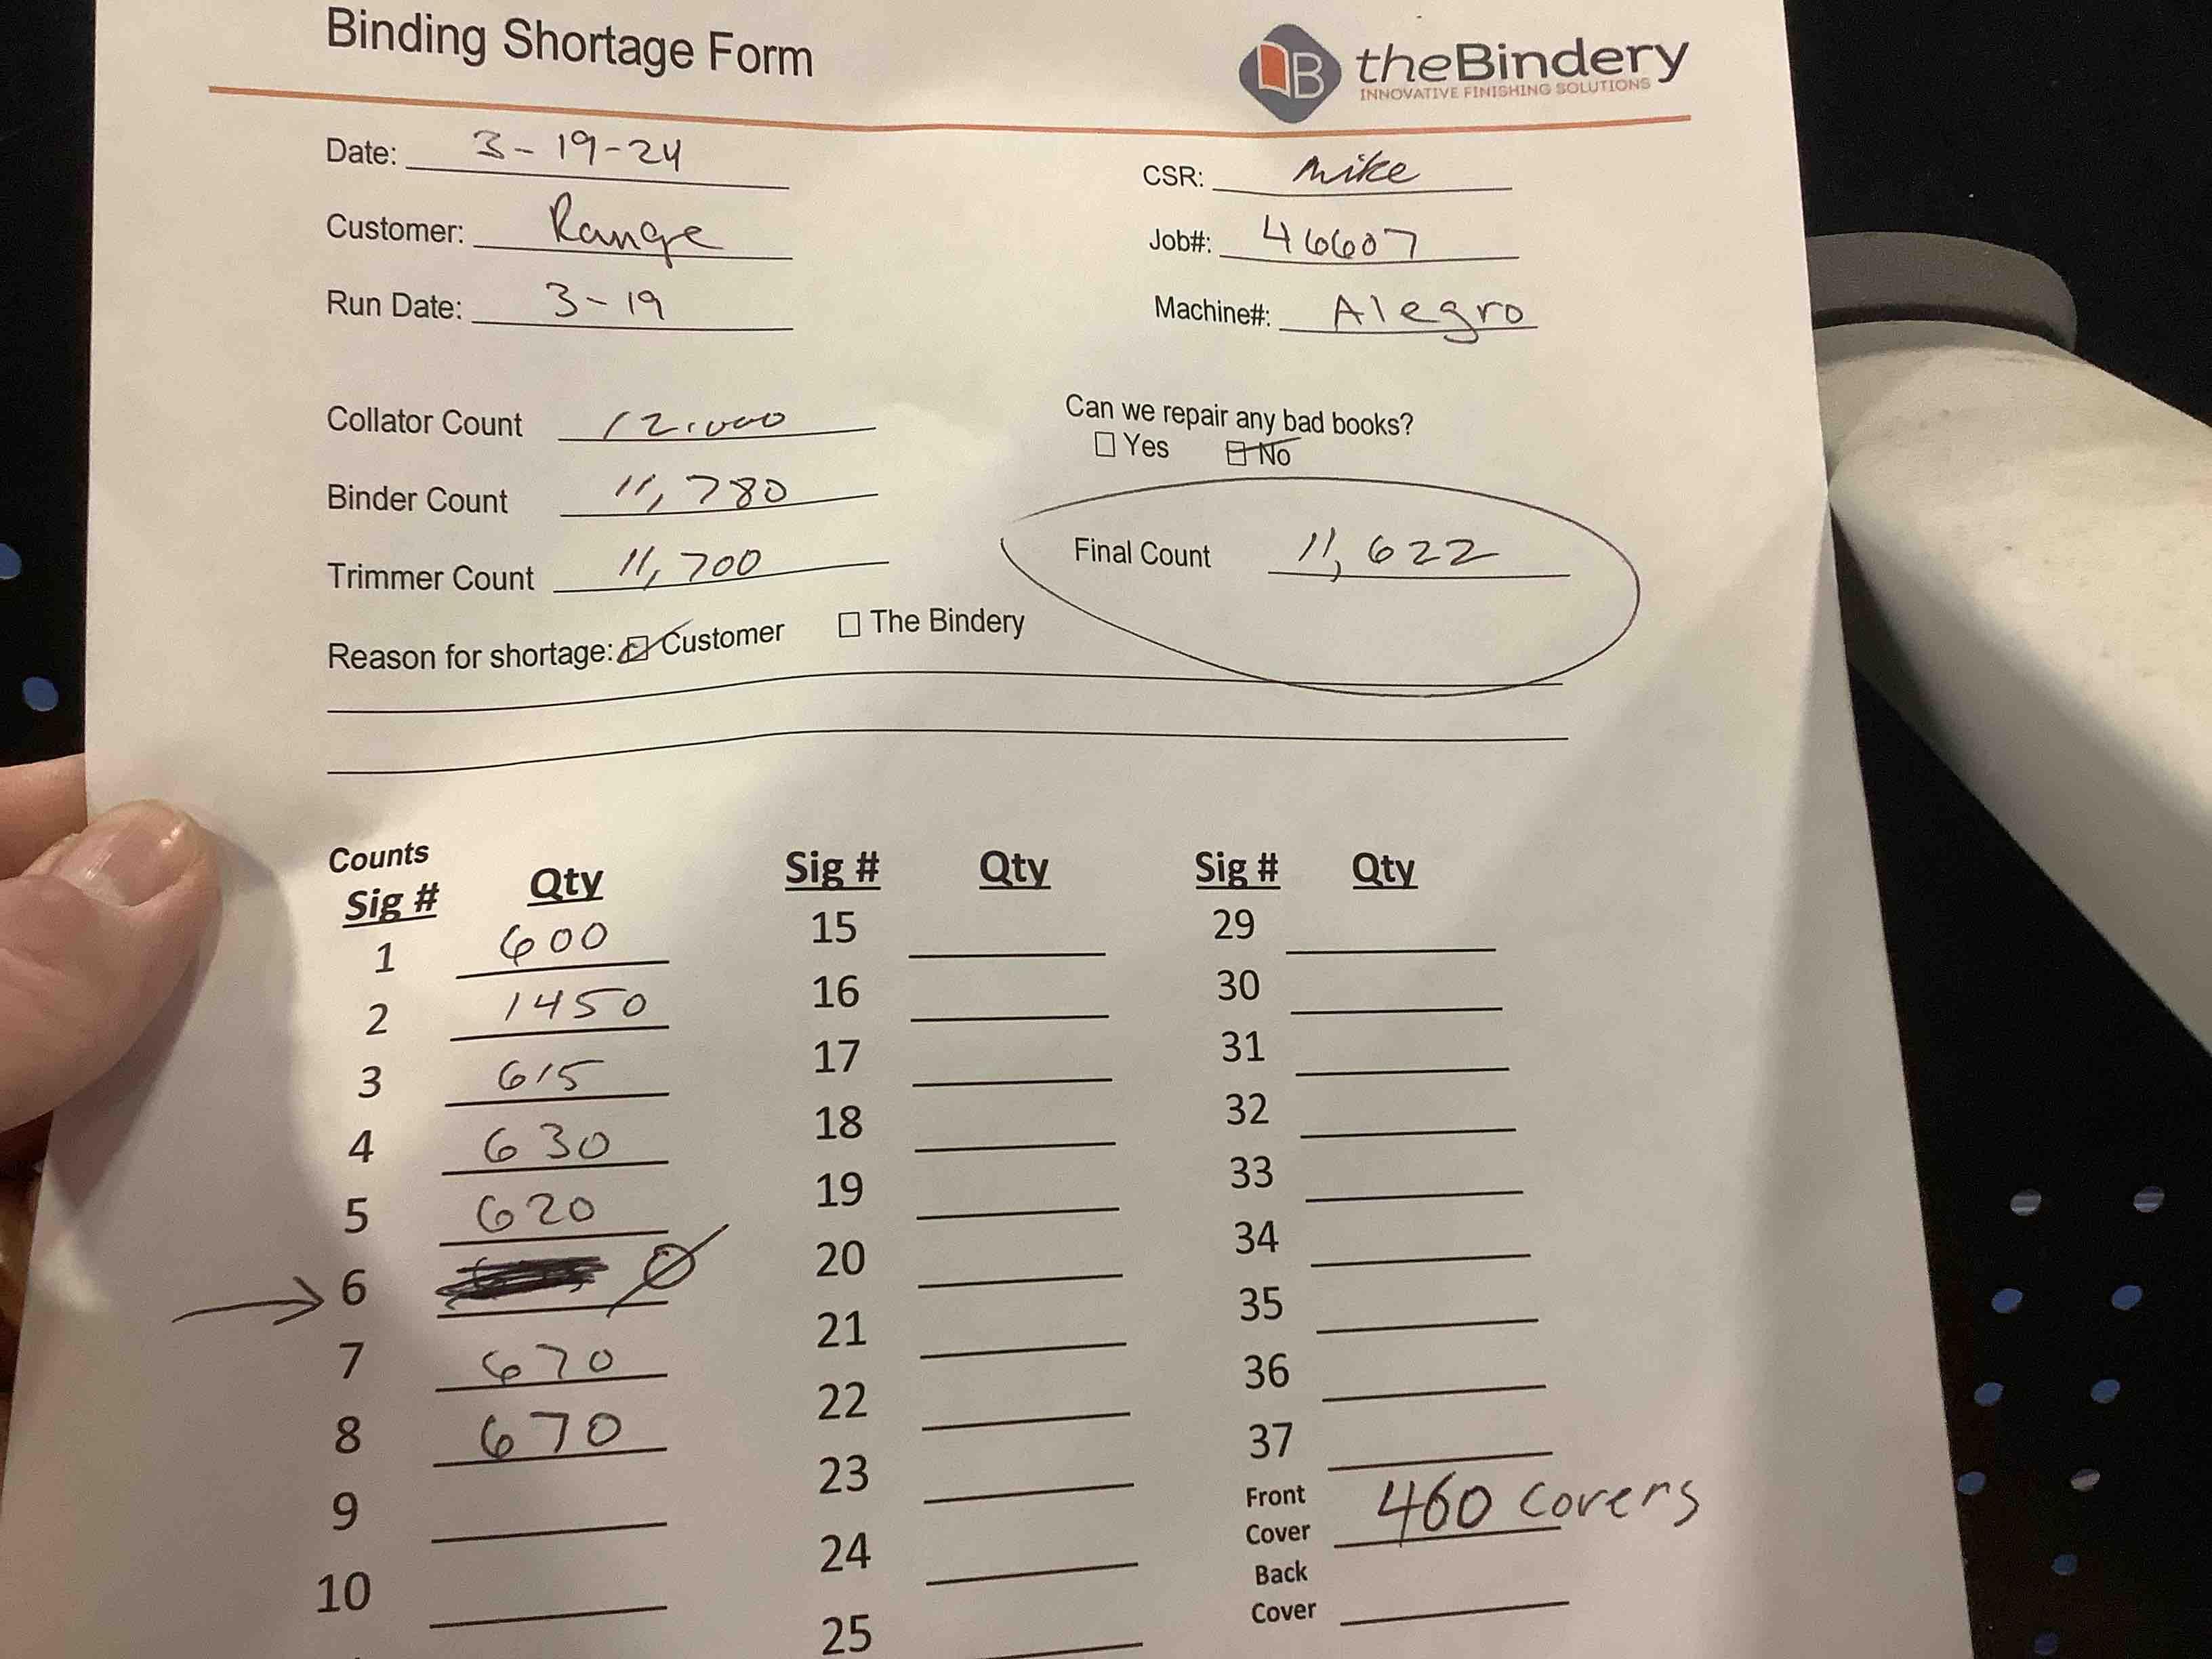 Binding Shortage Form
B theBindery
INNOVATIVE FINISHING SOLUTIONS
Date: 3-19-24
CSR: Mike
Customer: Range
Job#: 46607
Run Date: 3-19
Machine#: Alegro
Collator Count 12,000
Can we repair any bad books?
Yes No
Binder Count 11,780
Final Count 11,622
Trimmer Count 11,700
Reason for shortage: Customer The Bindery
Counts
Sig # Qty Sig # Qty Sig # Qty
1 600 15 29
2 1450 16 30
3 615 17 31
4 630 18 32
5 620 19 33
→ 6 Ø 20 34
7 670 21 35
8 670 22 36
9 23 37
10 24 Front Cover 460 Covers
25 Back Cover